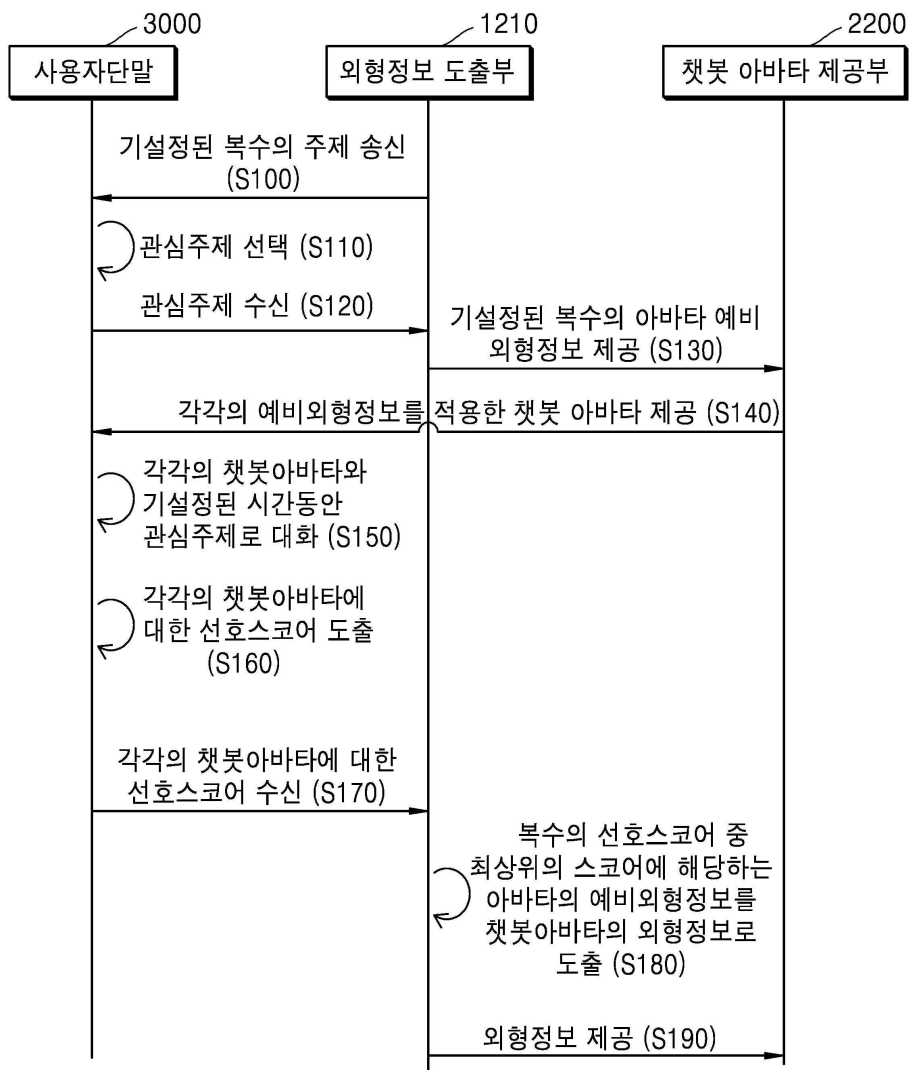 3000
1210
2200
사용자단말
외형정보 도출부
챗봇 아바타 제공부
기설정된 복수의 주제 송신
(S100)
관심주제 선택 (S110)
관심주제 수신 (S120)
기설정된 복수의 아바타 예비
외형정보 제공 (S130)
각각의 예비외형정보를 적용한 챗봇 아바타 제공 (S140)
각각의 챗봇아바타와
기설정된 시간동안
관심주제로 대화 (S150)
각각의 챗봇아바타에
대한 선호스코어 도출
(S160)
각각의 챗봇아바타에 대한
선호스코어 수신 (S170)
복수의 선호스코어 중
최상위의 스코어에 해당하는
아바타의 예비외형정보를
챗봇아바타의 외형정보로
도출 (S180)
외형정보 제공 (S190)